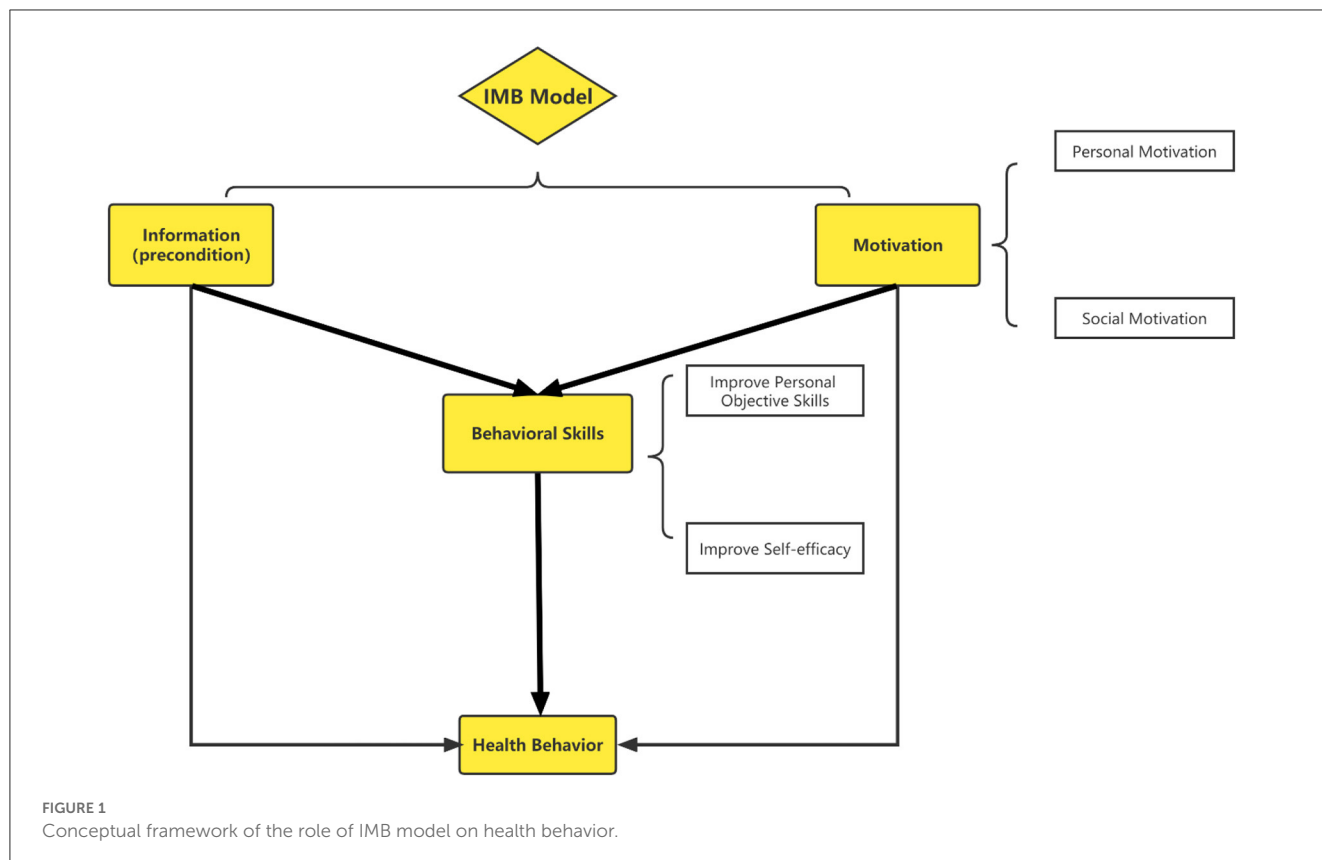 IMB Model
Personal Motivation
Information
(precondition)
Motivation
Social Motivation
Improve Personal
Objective Skills
Behavioral Skills
Improve Self-efficacy
Health Behavior
FIGURE 1
Conceptual framework of the role of IMB model on health behavior.